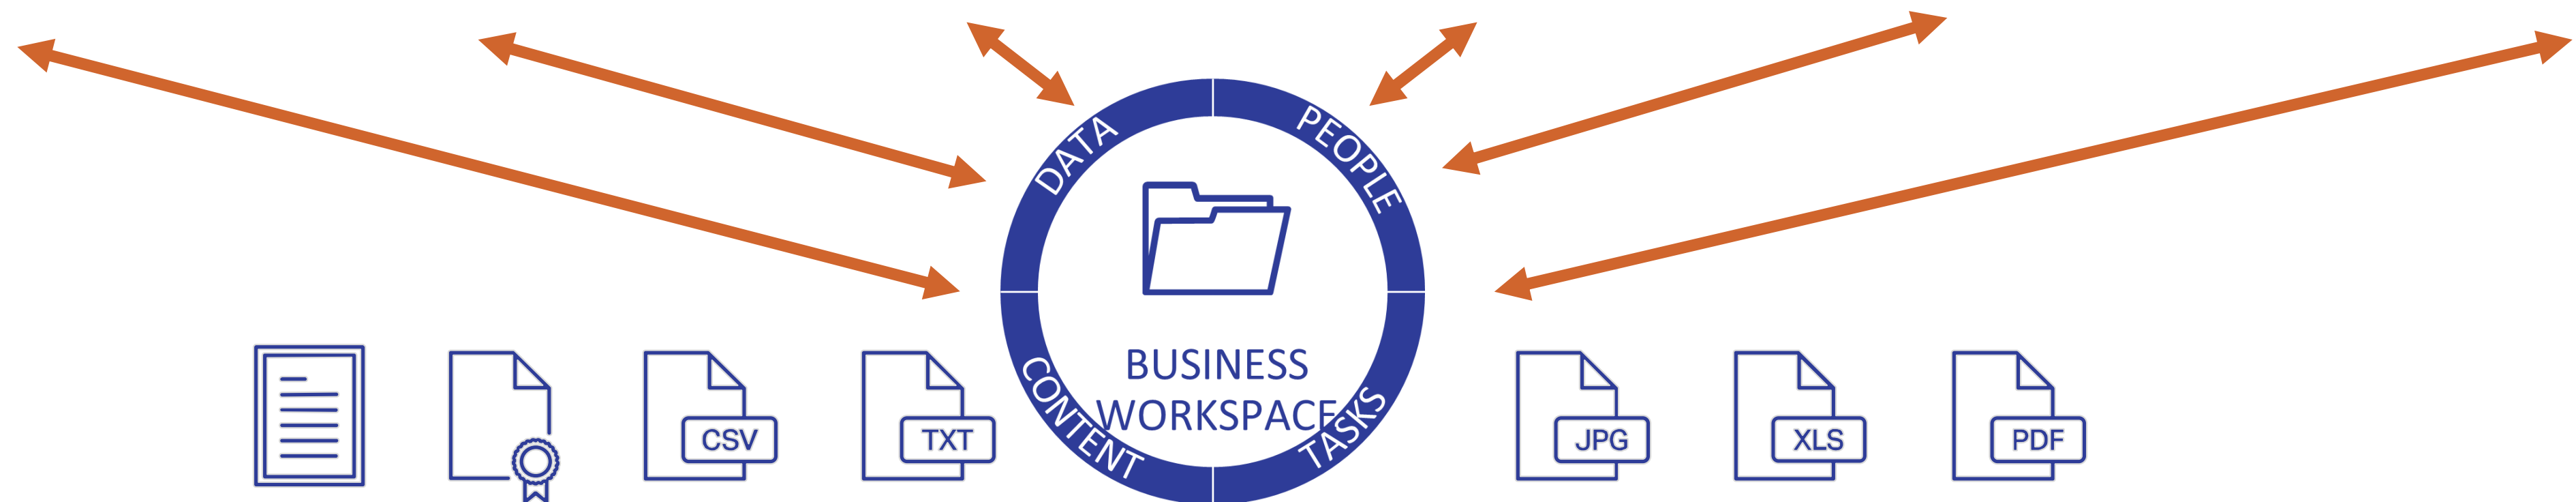 DATA
PEOPLE
BUSINESS
WORKSPACE
CONTENT
TASKS
CSV
TXT
JPG
XLS
PDF